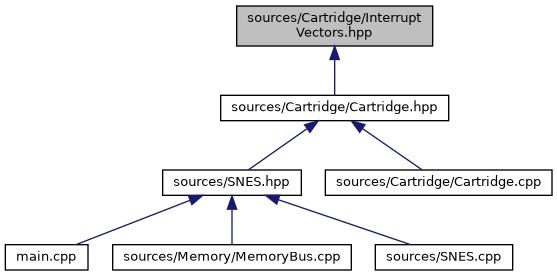 sources/Cartridge/Interrupt
Vectors.hpp
sources/Cartridge/Cartridge.hpp
sources/SNES.hpp
sources/Cartridge/Cartridge.cpp
main.cpp
sources/Memory/MemoryBus.cpp
sources/SNES.cpp